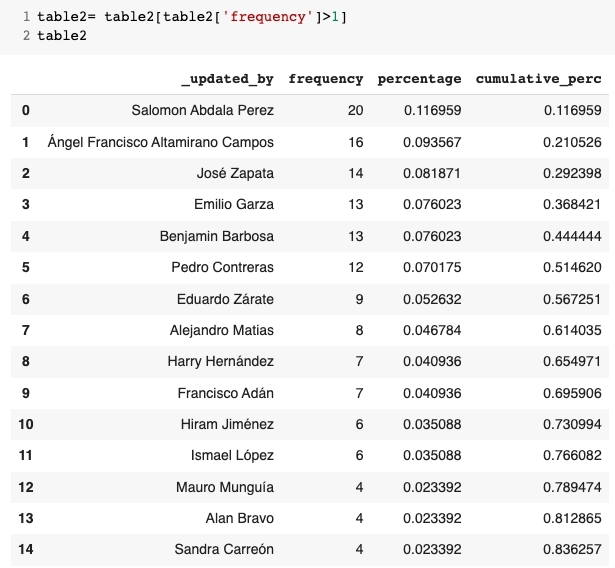 1 table2= table2[table2['frequency']>1]
2 table2
_updated_by frequency percentage cumulative_perc
0 Salomon Abdala Perez 20 0.116959 0.116959
1 Ángel Francisco Altamirano Campos 16 0.093567 0.210526
2 José Zapata 14 0.081871 0.292398
3 Emilio Garza 13 0.076023 0.368421
4 Benjamin Barbosa 13 0.076023 0.444444
5 Pedro Contreras 12 0.070175 0.514620
6 Eduardo Zárate 9 0.052632 0.567251
7 Alejandro Matias 8 0.046784 0.614035
8 Harry Hernández 7 0.040936 0.654971
9 Francisco Adán 7 0.040936 0.695906
10 Hiram Jiménez 6 0.035088 0.730994
11 Ismael López 6 0.035088 0.766082
12 Mauro Munguía 4 0.023392 0.789474
13 Alan Bravo 4 0.023392 0.812865
14 Sandra Carreón 4 0.023392 0.836257